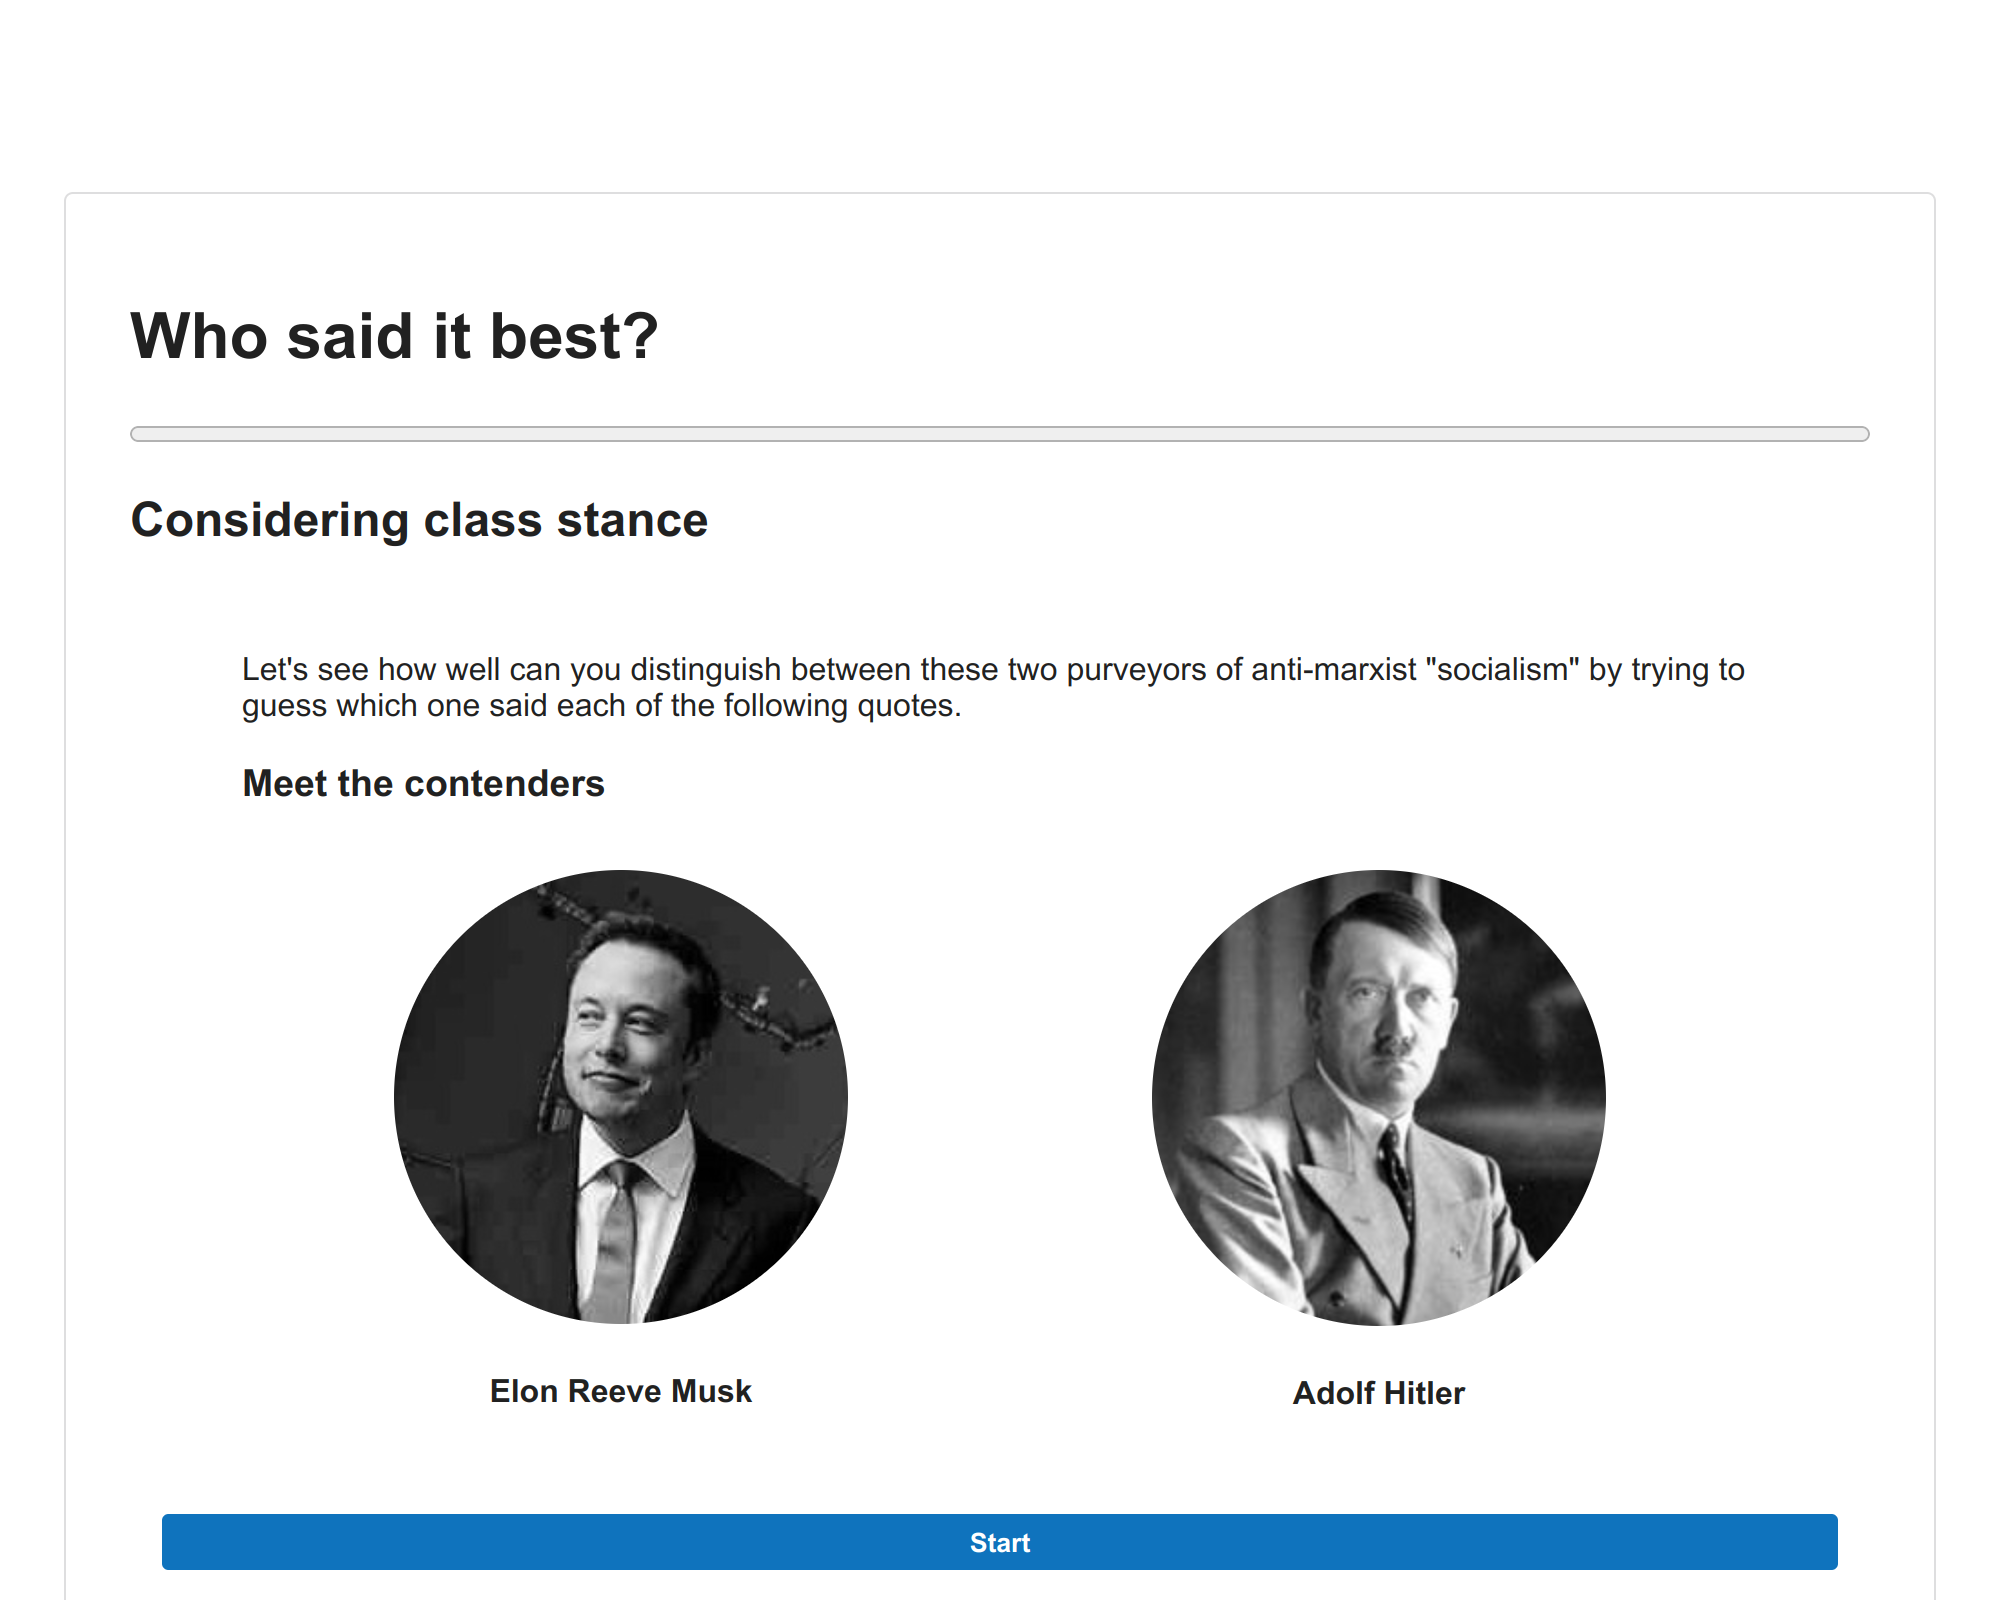 Who said it best?
Considering class stance
Let's see how well can you distinguish between these two purveyors of anti-marxist "socialism" by trying to
guess which one said each of the following quotes.
Meet the contenders
Elon Reeve Musk
Adolf Hitler
Start